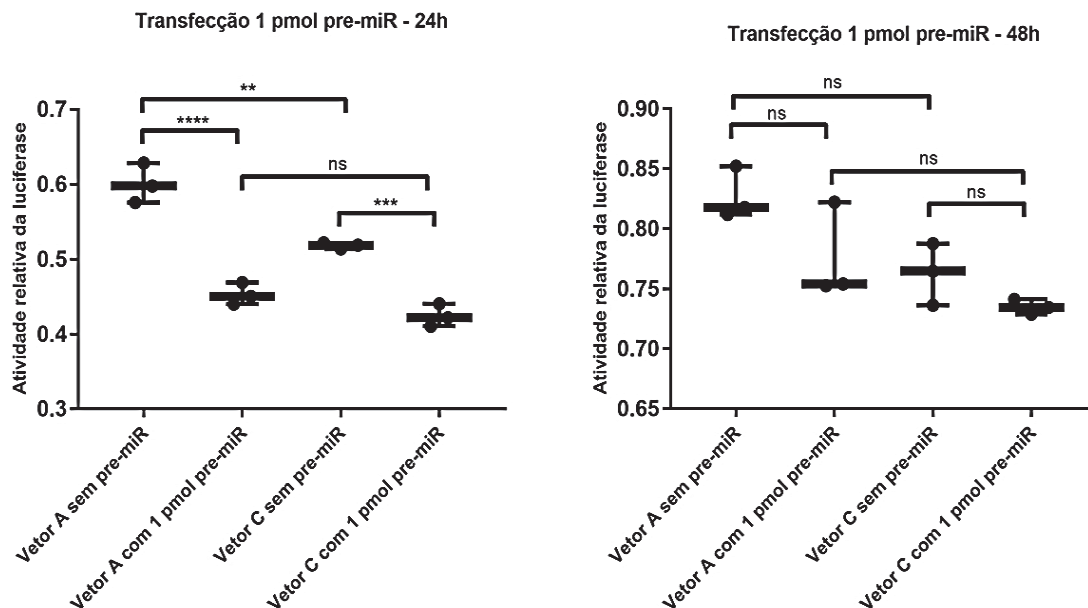 Transfecção 1 pmol pre-miR - 24h
Atividade relativa da luciferase
0.7
0.6
0.5
0.4
0.3
**
****
ns
***
Vetor A sem pre-miR
Vetor A com 1 pmol pre-miR
Vetor C sem pre-miR
Vetor C com 1 pmol pre-miR
Transfecção 1 pmol pre-miR - 48h
Atividade relativa da luciferase
0.90
0.85
0.80
0.75
0.70
0.65
ns
ns
ns
ns
Vetor A sem pre-miR
Vetor A com 1 pmol pre-miR
Vetor C sem pre-miR
Vetor C com 1 pmol pre-miR